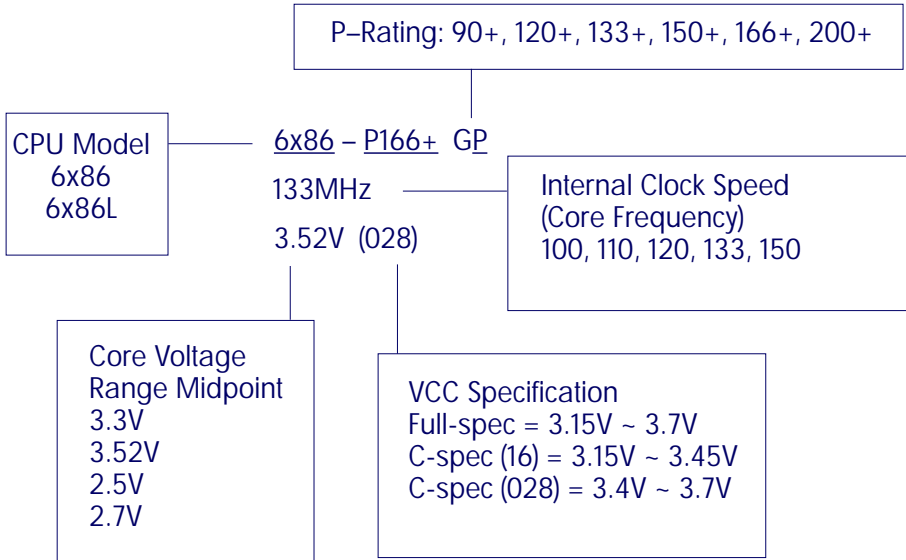 P–Rating: 90+, 120+, 133+, 150+, 166+, 200+
CPU Model
6x86
6x86L
6x86 – P166+ GP
133MHz
3.52V (028)
Internal Clock Speed
(Core Frequency)
100, 110, 120, 133, 150
Core Voltage
Range Midpoint
3.3V
3.52V
2.5V
2.7V
VCC Specification
Full-spec = 3.15V ~ 3.7V
C-spec (16) = 3.15V ~ 3.45V
C-spec (028) = 3.4V ~ 3.7V